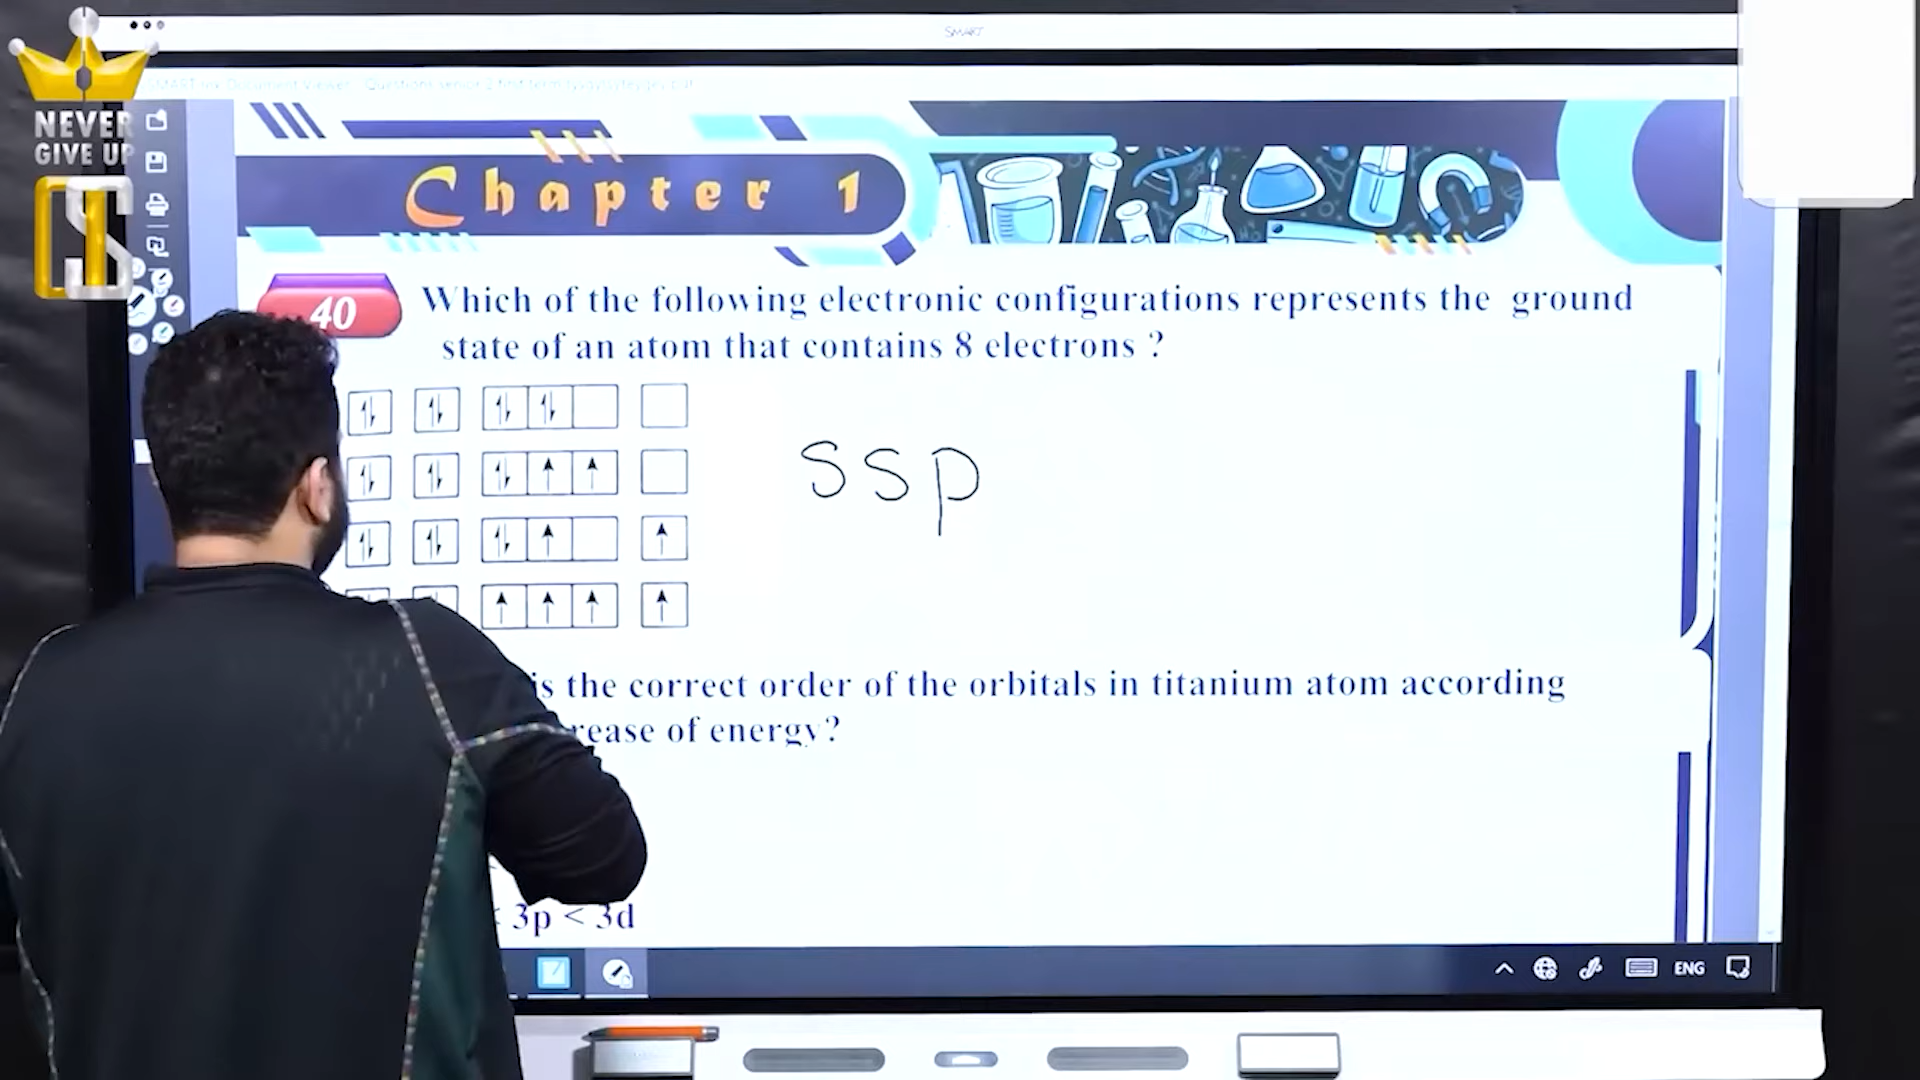 SMART
NEVER
GIVE UP
Chapter 1
40
Which of the following electronic configurations represents the ground
state of an atom that contains 8 electrons ?
s s p
is the correct order of the orbitals in titanium atom according
rease of energy?
< 3p < 3d
ENG